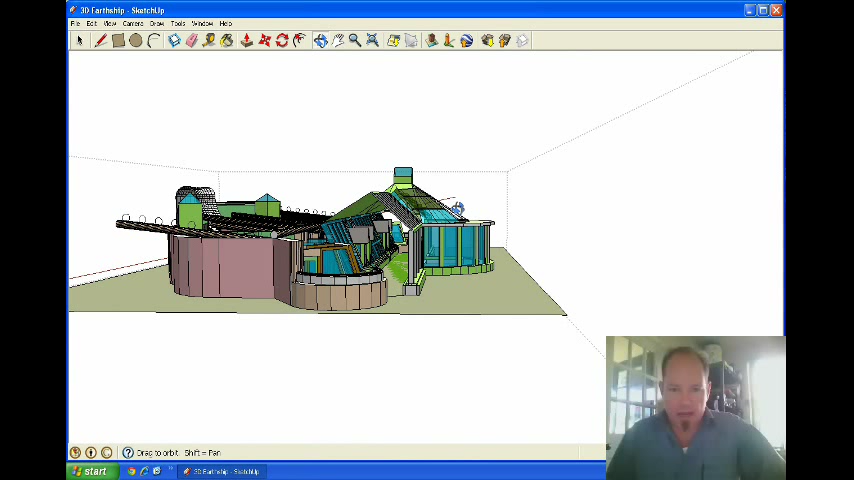 3D Earthship - SketchUp
File Edit View Camera Draw Tools Window Help
Drag to orbit. Shift = Pan
start
3D Earthship - SketchUp